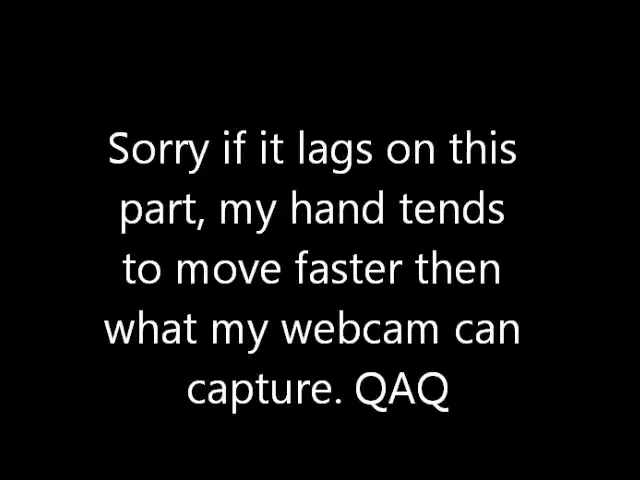 Sorry if it lags on this
part, my hand tends
to move faster then
what my webcam can
capture. QAQ